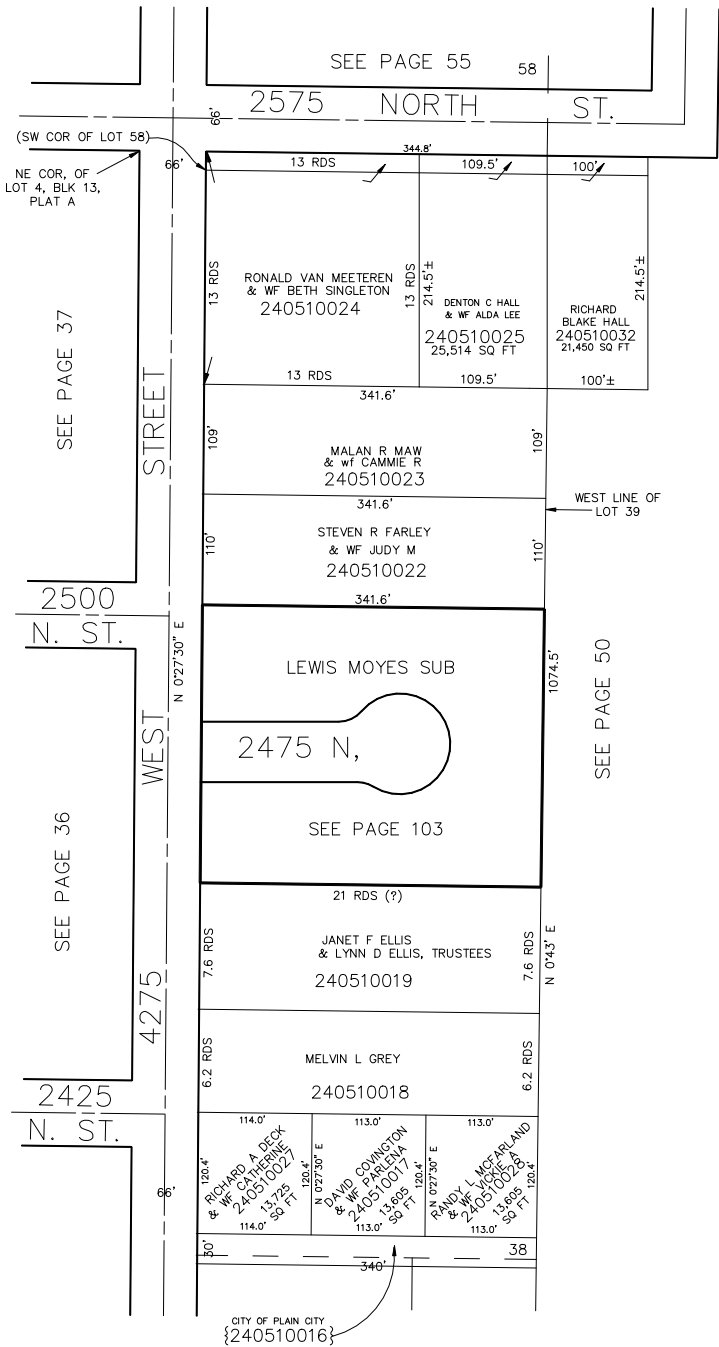 SEE PAGE 55
58
2575 NORTH ST.
66'
(SW COR OF LOT 58)
66'
344.8'
13 RDS
109.5'
100'
NE COR, OF
LOT 4, BLK 13,
PLAT A
13 RDS
RONALD VAN MEETEREN
& WF BETH SINGLETON
240510024
13 RDS
214.5'±
DENTON C HALL
& WF ALDA LEE
240510025
25,514 SQ FT
RICHARD
BLAKE HALL
240510032
21,450 SQ FT
214.5'±
SEE PAGE 37
13 RDS
109.5'
100'±
341.6'
STREET
109'
MALAN R MAW
& wf CAMMIE R
240510023
109'
341.6'
WEST LINE OF
LOT 39
110'
STEVEN R FARLEY
& WF JUDY M
240510022
110'
341.6'
2500
N. ST.
N 0°27'30" E
LEWIS MOYES SUB
1074.5'
SEE PAGE 50
WEST
2475 N,
SEE PAGE 103
SEE PAGE 36
21 RDS (?)
7.6 RDS
JANET F ELLIS
& LYNN D ELLIS, TRUSTEES
240510019
7.6 RDS
N 0°43' E
4275
6.2 RDS
MELVIN L GREY
240510018
6.2 RDS
2425
N. ST.
114.0'
113.0'
113.0'
120.4'
RICHARD A DECK
& WF CATHERINE
240510027
13,725
SQ FT
120.4'
114.0'
N 0°27'30" E
DAVID COVINGTON
& WF PARLENA
240510017
13,605
SQ FT
120.4'
113.0'
N 0°27'30" E
RANDY L MCFARLAND
& WF VICKIE A
240510028
13,605
SQ FT
120.4'
113.0'
66'
30'
38
340'
CITY OF PLAIN CITY
{240510016}